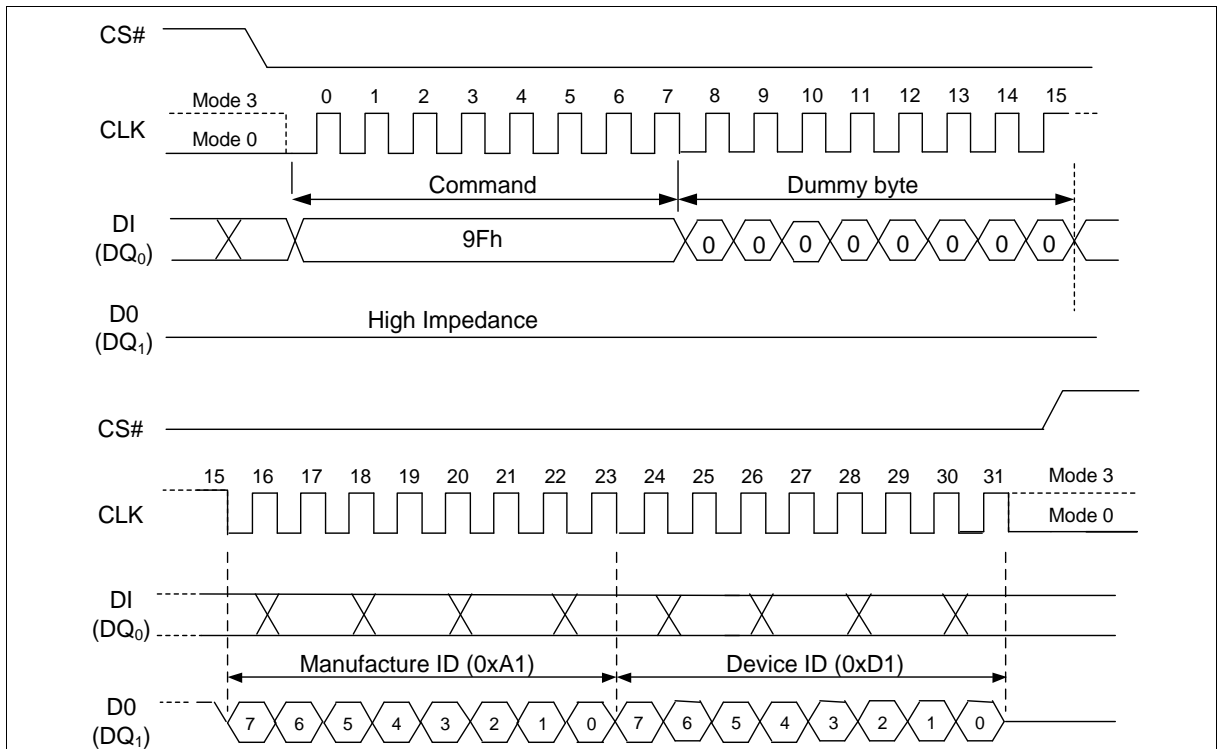 CS#
Mode 3 0 1 2 3 4 5 6 7 8 9 10 11 12 13 14 15
CLK
Mode 0
Command Dummy byte
DI
(DQ0) 9Fh 0 0 0 0 0 0 0 0
D0
(DQ1) High Impedance
CS#
15 16 17 18 19 20 21 22 23 24 25 26 27 28 29 30 31 Mode 3
CLK Mode 0
DI
(DQ0)
Manufacture ID (0xA1) Device ID (0xD1)
D0
(DQ1) 7 6 5 4 3 2 1 0 7 6 5 4 3 2 1 0